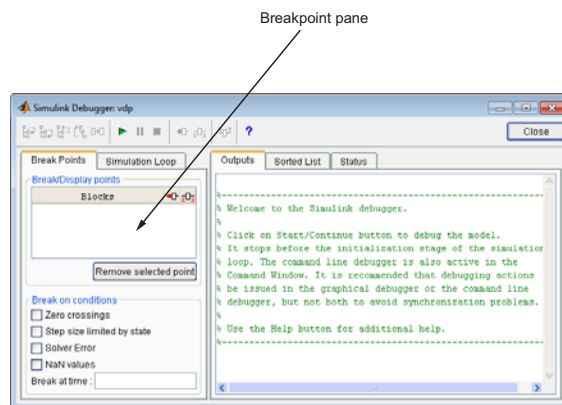 Breakpoint pane
Simulink Debugger: vdp
? Close
Break Points Simulation Loop
Outputs Sorted List Status
Break/Display points
Blocks
Remove selected point
Break on conditions
Zero crossings
Step size limited by state
Solver Error
NaN values
Break at time :
%----------------------------------------------------------
% Welcome to the Simulink debugger.
%
% Click on Start/Continue button to debug the model.
% It stops before the initialization stage of the simulation
% loop. The command line debugger is also active in the
% Command Window. It is recommended that debugging actions
% be issued in the graphical debugger or the command line
% debugger, but not both to avoid synchronization problems.
%
% Use the Help button for additional help.
%----------------------------------------------------------